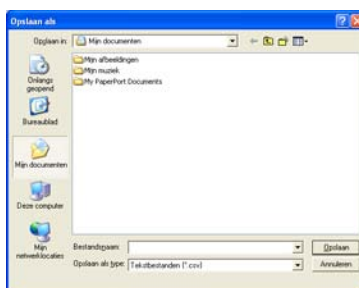 Opslaan als
Opslaan in:
Mijn documenten
Mijn afbeeldingen
Mijn muziek
My PaperPort Documents
Onlangs
geopend
Bureaublad
Mijn documenten
Deze computer
Mijn
netwerklocaties
Bestandsnaam:
Opslaan
Opslaan als type:
Tekstbestanden (*.csv)
Annuleren